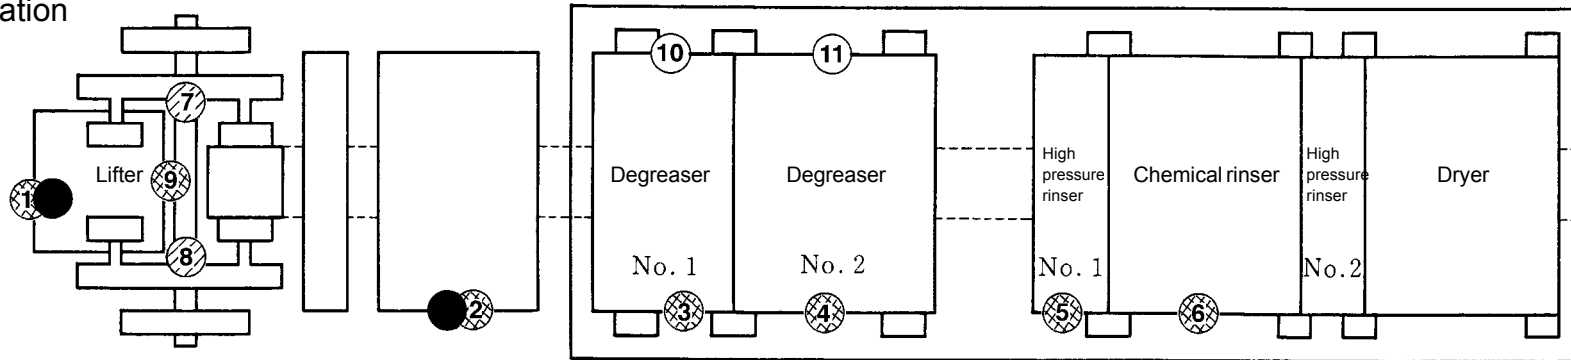 ation
10
11
7
Lifter
9
1
Degreaser
Degreaser
High
pressure
rinser
Chemical rinser
High
pressure
rinser
Dryer
8
No. 1
No. 2
No. 1
No. 2
2
3
4
5
6